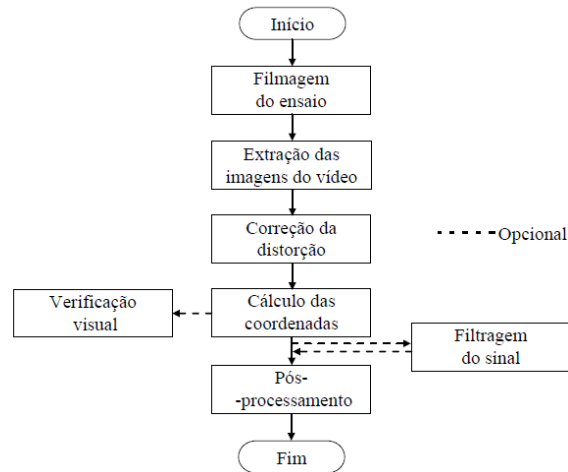 Início
Filmagem
do ensaio
Extração das
imagens do vídeo
Correção da
distorção
Opcional
Verificação
visual
Cálculo das
coordenadas
Filtragem
do sinal
Pós-
-processamento
Fim